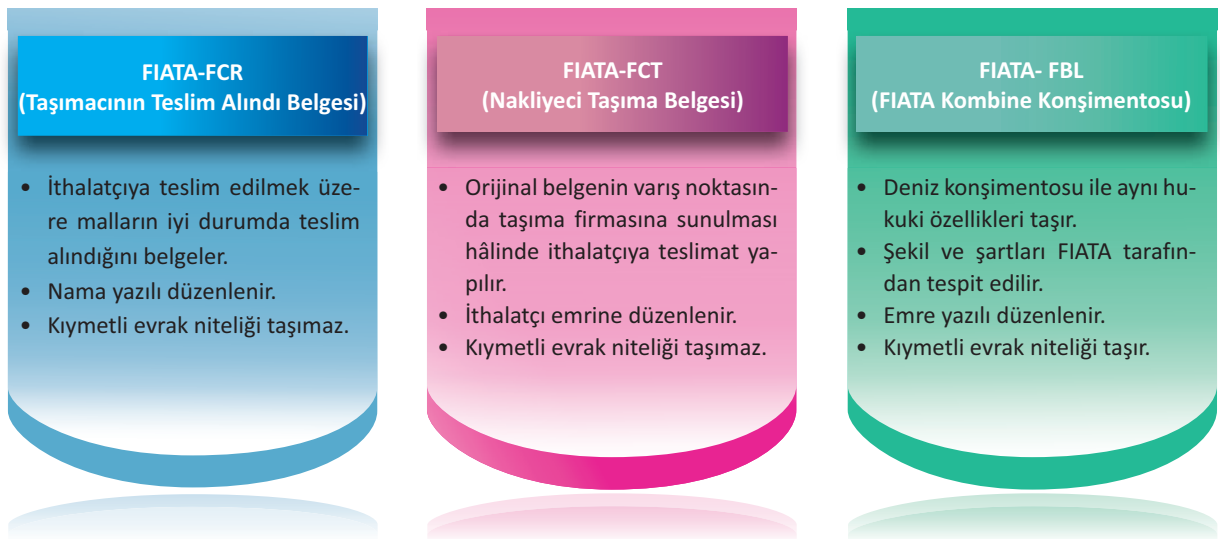 FIATA-FCR
(Taşımacının Teslim Alındı Belgesi)
• İthalatçıya teslim edilmek üze-
re malların iyi durumda teslim
alındığını belgeler.
• Nama yazılı düzenlenir.
• Kıymetli evrak niteliği taşımaz.
FIATA-FCT
(Nakliyeci Taşıma Belgesi)
• Orijinal belgenin varış noktasın-
da taşıma firmasına sunulması
hâlinde ithalatçıya teslimat ya-
pılır.
• İthalatçı emrine düzenlenir.
• Kıymetli evrak niteliği taşımaz.
FIATA- FBL
(FIATA Kombine Konşimentosu)
• Deniz konşimentosu ile aynı hu-
kuki özellikleri taşır.
• Şekil ve şartları FIATA tarafın-
dan tespit edilir.
• Emre yazılı düzenlenir.
• Kıymetli evrak niteliği taşır.